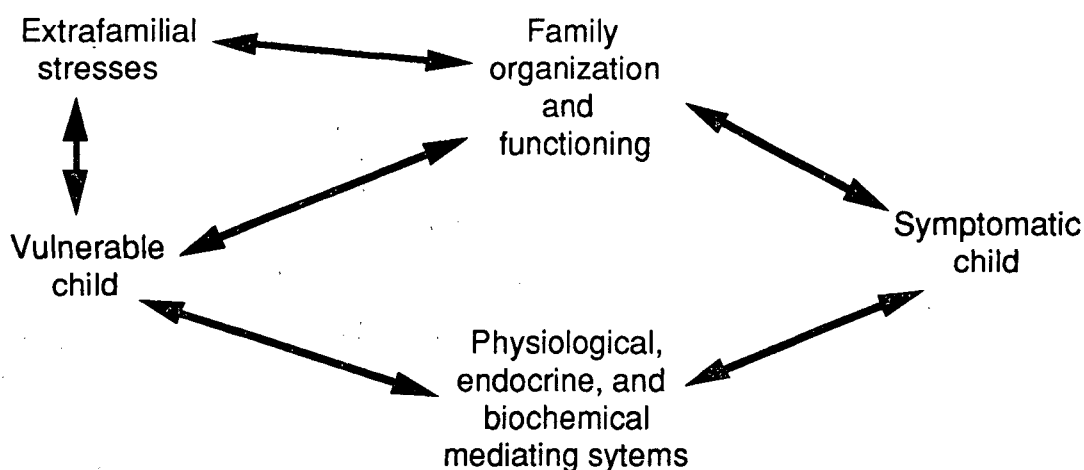 Extrafamilial
stresses
Family
organization
and
functioning
Vulnerable
child
Symptomatic
child
Physiological,
endocrine, and
biochemical
mediating sytems